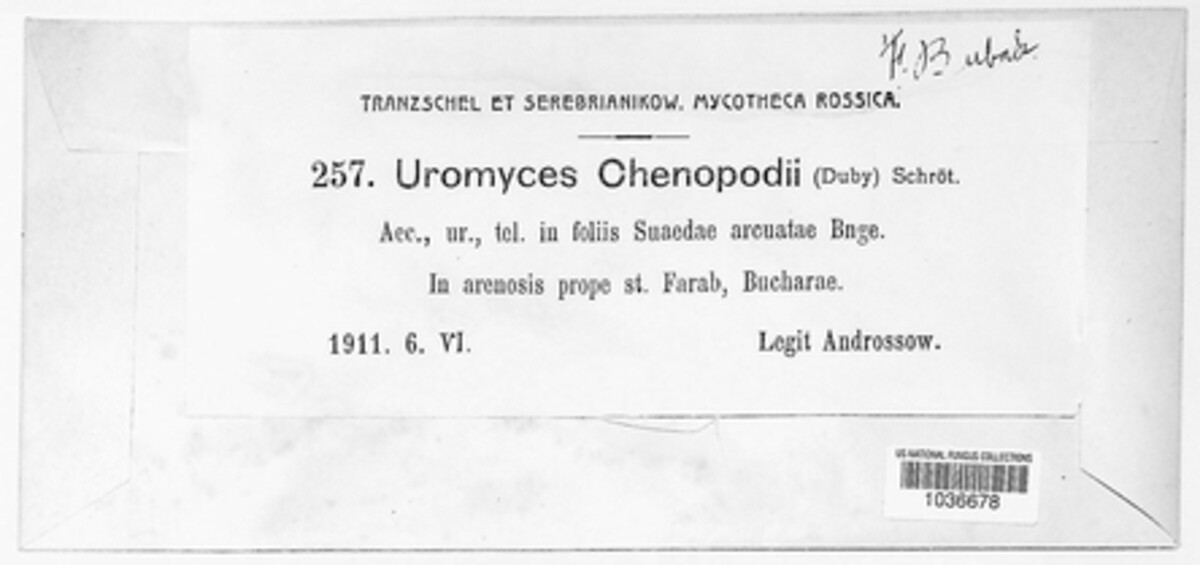 F. Bubák
TRANZSCHEL ET SEREBRIANIKOW. MYCOTHECA ROSSICA.
257. Uromyces Chenopodii (Duby) Schröt.
Aec., ur., tel. in foliis Suaedae arcuatae Bnge.
In arenosis prope st. Farab, Bucharae.
1911. 6. VI. Legit Androssow.
US NATIONAL FUNGUS COLLECTIONS
1036678